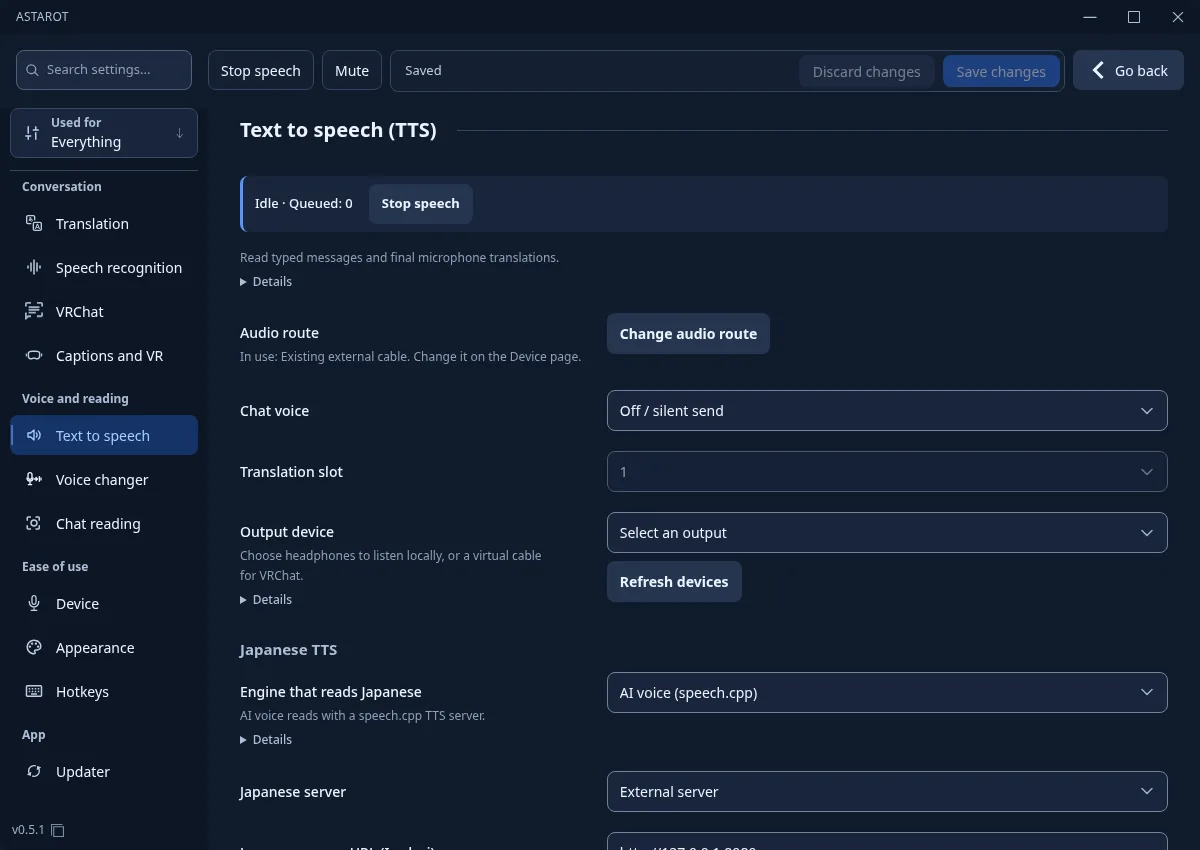 ASTAROT
Search settings...
Stop speech
Mute
Saved
Discard changes
Save changes
Go back
Used for
Everything
Conversation
Translation
Speech recognition
VRChat
Captions and VR
Voice and reading
Text to speech
Voice changer
Chat reading
Ease of use
Device
Appearance
Hotkeys
App
Updater
v0.5.1
Text to speech (TTS)
Idle · Queued: 0
Stop speech
Read typed messages and final microphone translations.
Details
Audio route
In use: Existing external cable. Change it on the Device page.
Change audio route
Chat voice
Off / silent send
Translation slot
1
Output device
Choose headphones to listen locally, or a virtual cable
for VRChat.
Details
Select an output
Refresh devices
Japanese TTS
Engine that reads Japanese
AI voice reads with a speech.cpp TTS server.
Details
AI voice (speech.cpp)
Japanese server
External server